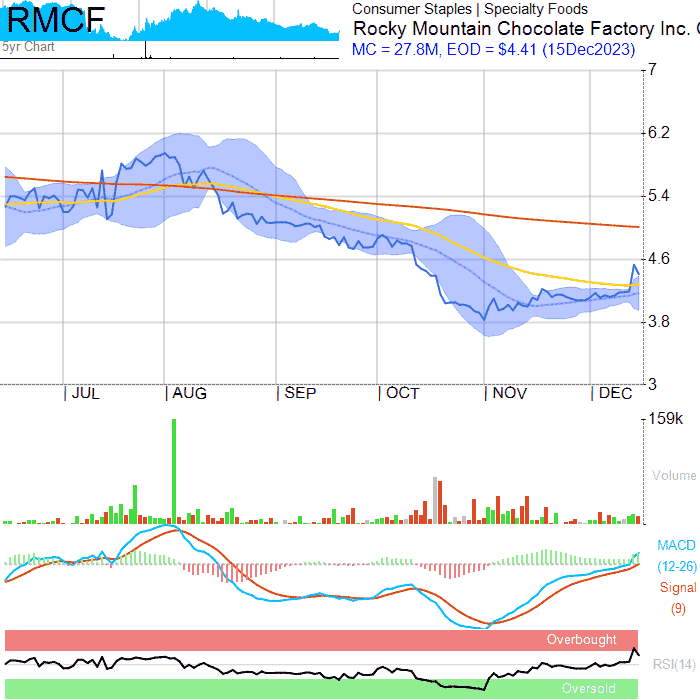 RMCF
5yr Chart
Consumer Staples | Specialty Foods
Rocky Mountain Chocolate Factory Inc.
MC = 27.8M, EOD = $4.41 (15Dec2023)
7
6.2
5.4
4.6
3.8
3
JUL
AUG
SEP
OCT
NOV
DEC
159k
Volume
MACD
(12-26)
Signal
(9)
Overbought
RSI(14)
Oversold